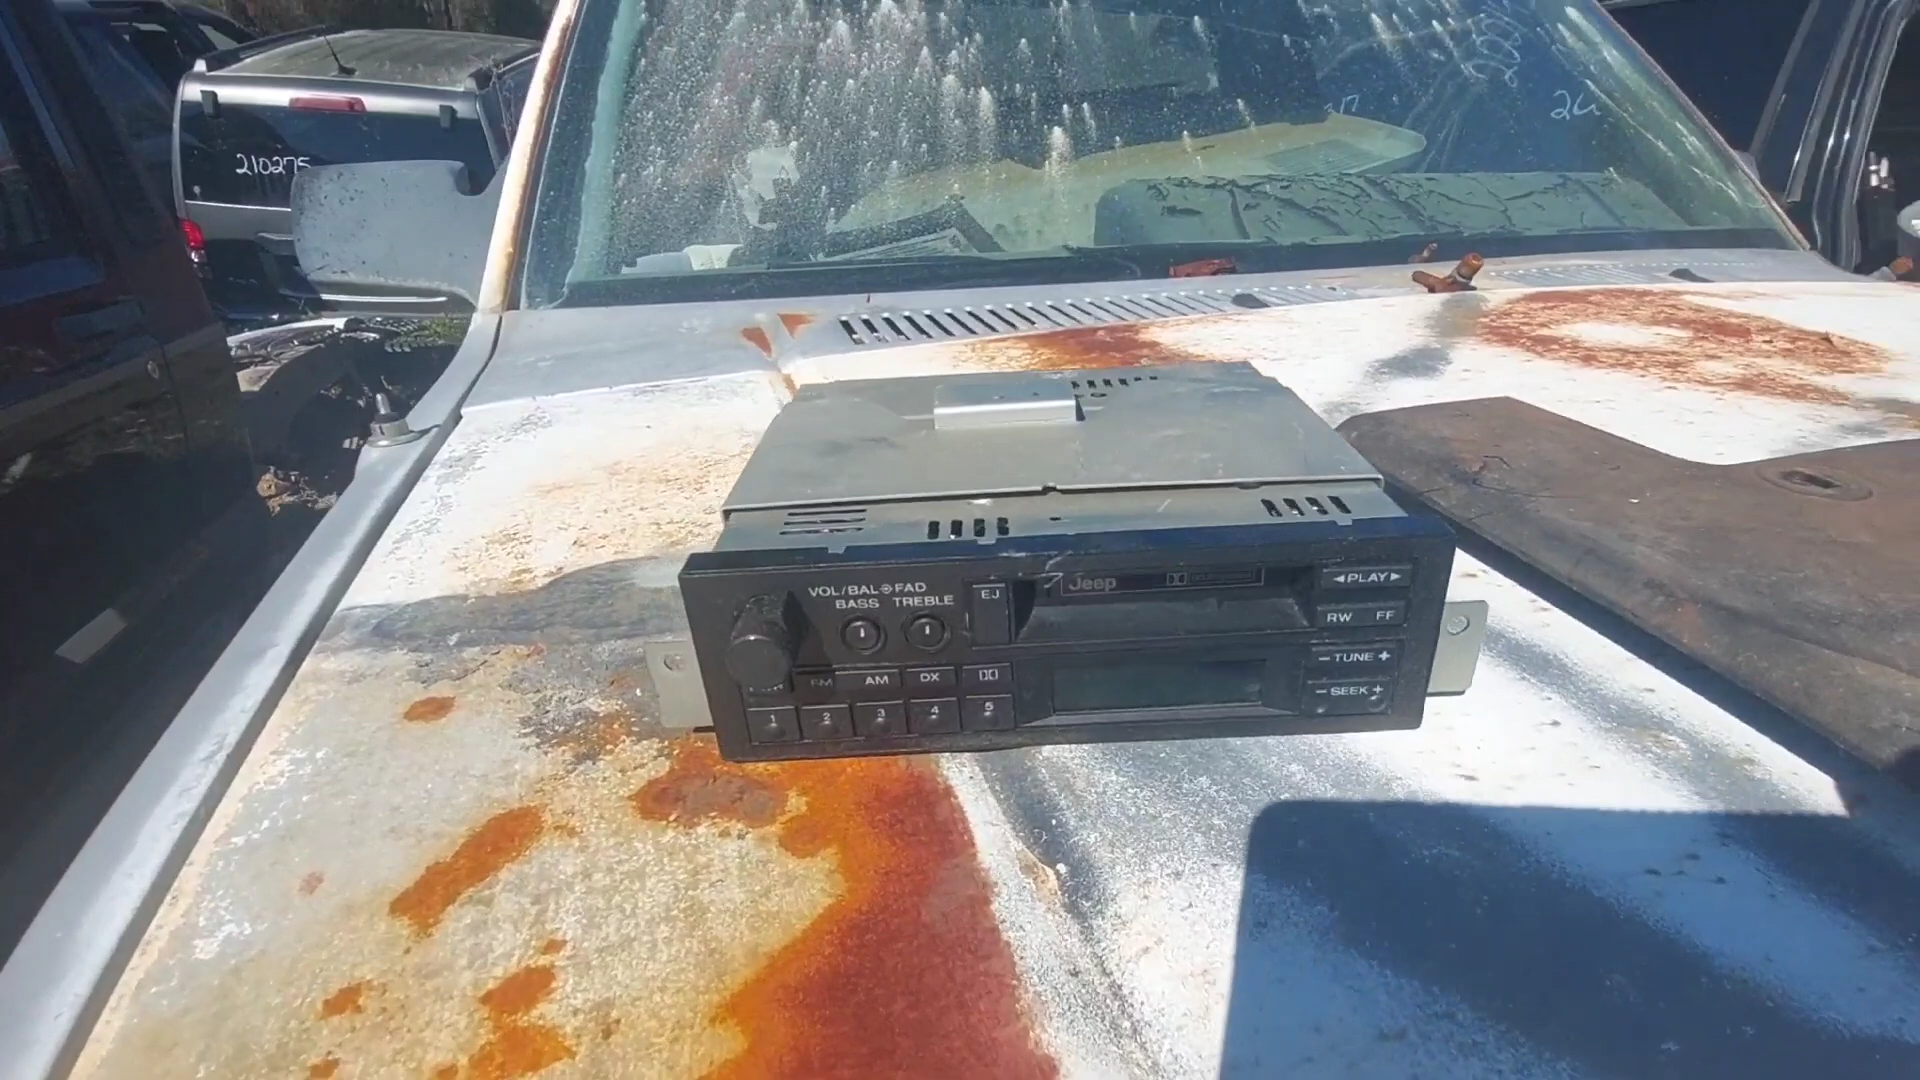 210275
VOL/BAL FAD
BASS TREBLE
EJ
Jeep
◄PLAY►
RW FF
– TUNE +
– SEEK +
FM AM DX
1 2 3 4 5